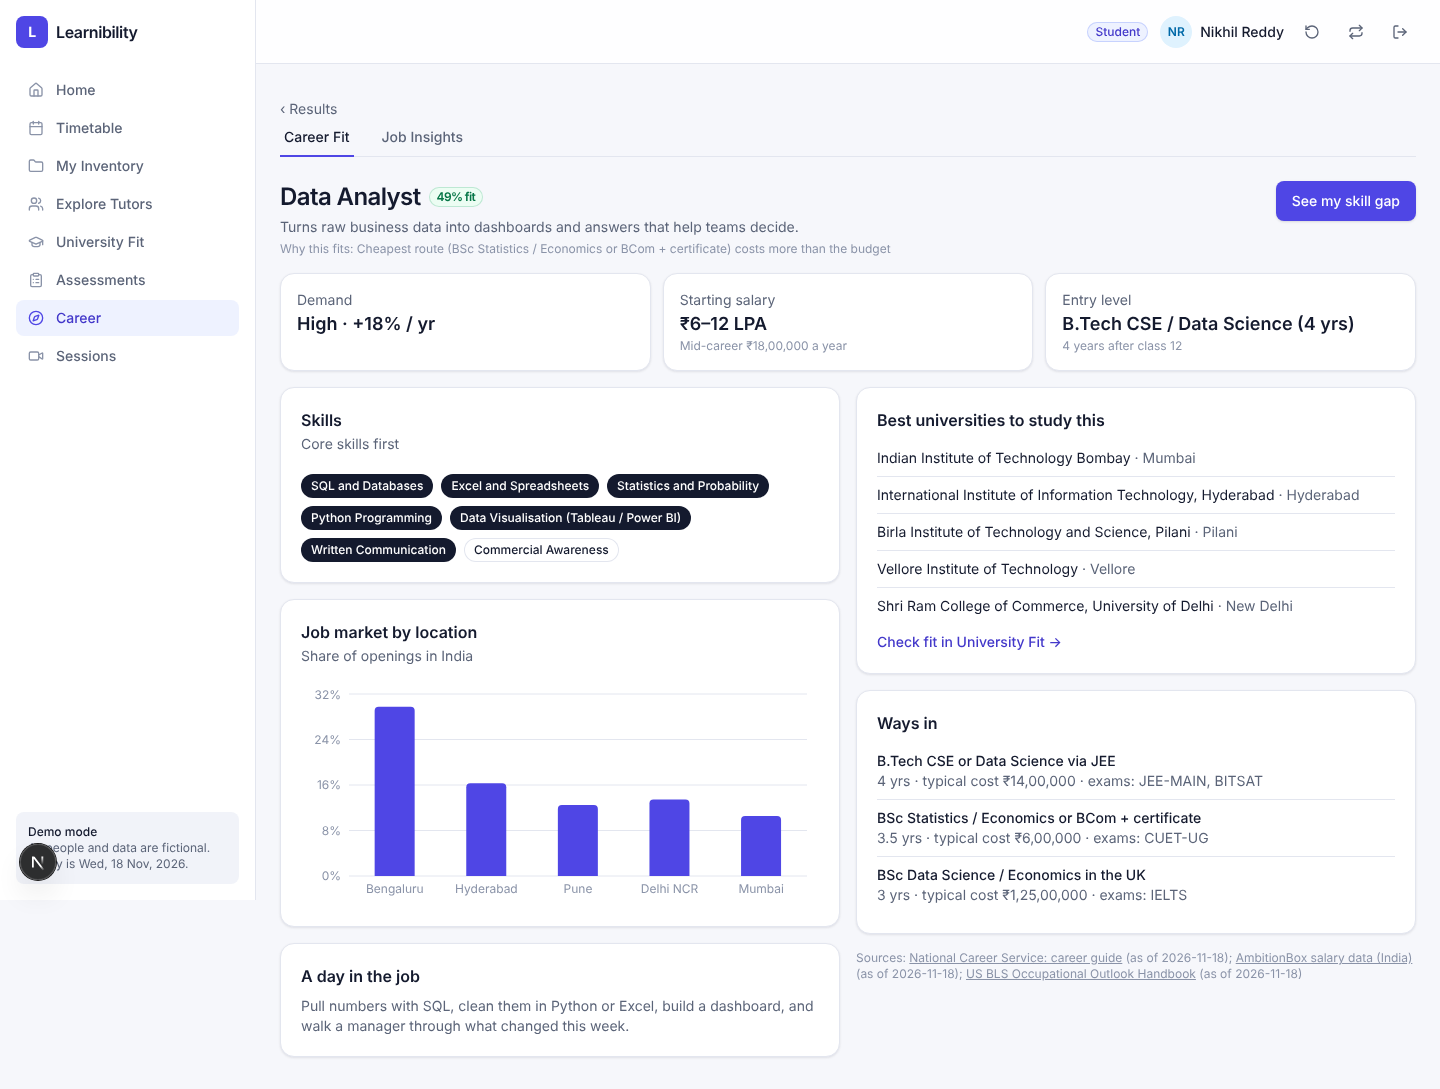 L Learnibility
Home
Timetable
My Inventory
Explore Tutors
University Fit
Assessments
Career
Sessions
Demo mode
people and data are fictional.
is Wed, 18 Nov, 2026.
N
Student NR Nikhil Reddy
‹ Results
Career Fit Job Insights
Data Analyst 49% fit
See my skill gap
Turns raw business data into dashboards and answers that help teams decide.
Why this fits: Cheapest route (BSc Statistics / Economics or BCom + certificate) costs more than the budget
Demand
High · +18% / yr
Starting salary
₹6–12 LPA
Mid-career ₹18,00,000 a year
Entry level
B.Tech CSE / Data Science (4 yrs)
4 years after class 12
Skills
Core skills first
SQL and Databases Excel and Spreadsheets Statistics and Probability
Python Programming Data Visualisation (Tableau / Power BI)
Written Communication Commercial Awareness
Job market by location
Share of openings in India
32%
24%
16%
8%
0%
Bengaluru Hyderabad Pune Delhi NCR Mumbai
A day in the job
Pull numbers with SQL, clean them in Python or Excel, build a dashboard, and
walk a manager through what changed this week.
Best universities to study this
Indian Institute of Technology Bombay · Mumbai
International Institute of Information Technology, Hyderabad · Hyderabad
Birla Institute of Technology and Science, Pilani · Pilani
Vellore Institute of Technology · Vellore
Shri Ram College of Commerce, University of Delhi · New Delhi
Check fit in University Fit →
Ways in
B.Tech CSE or Data Science via JEE
4 yrs · typical cost ₹14,00,000 · exams: JEE-MAIN, BITSAT
BSc Statistics / Economics or BCom + certificate
3.5 yrs · typical cost ₹6,00,000 · exams: CUET-UG
BSc Data Science / Economics in the UK
3 yrs · typical cost ₹1,25,00,000 · exams: IELTS
Sources: National Career Service: career guide (as of 2026-11-18); AmbitionBox salary data (India)
(as of 2026-11-18); US BLS Occupational Outlook Handbook (as of 2026-11-18)